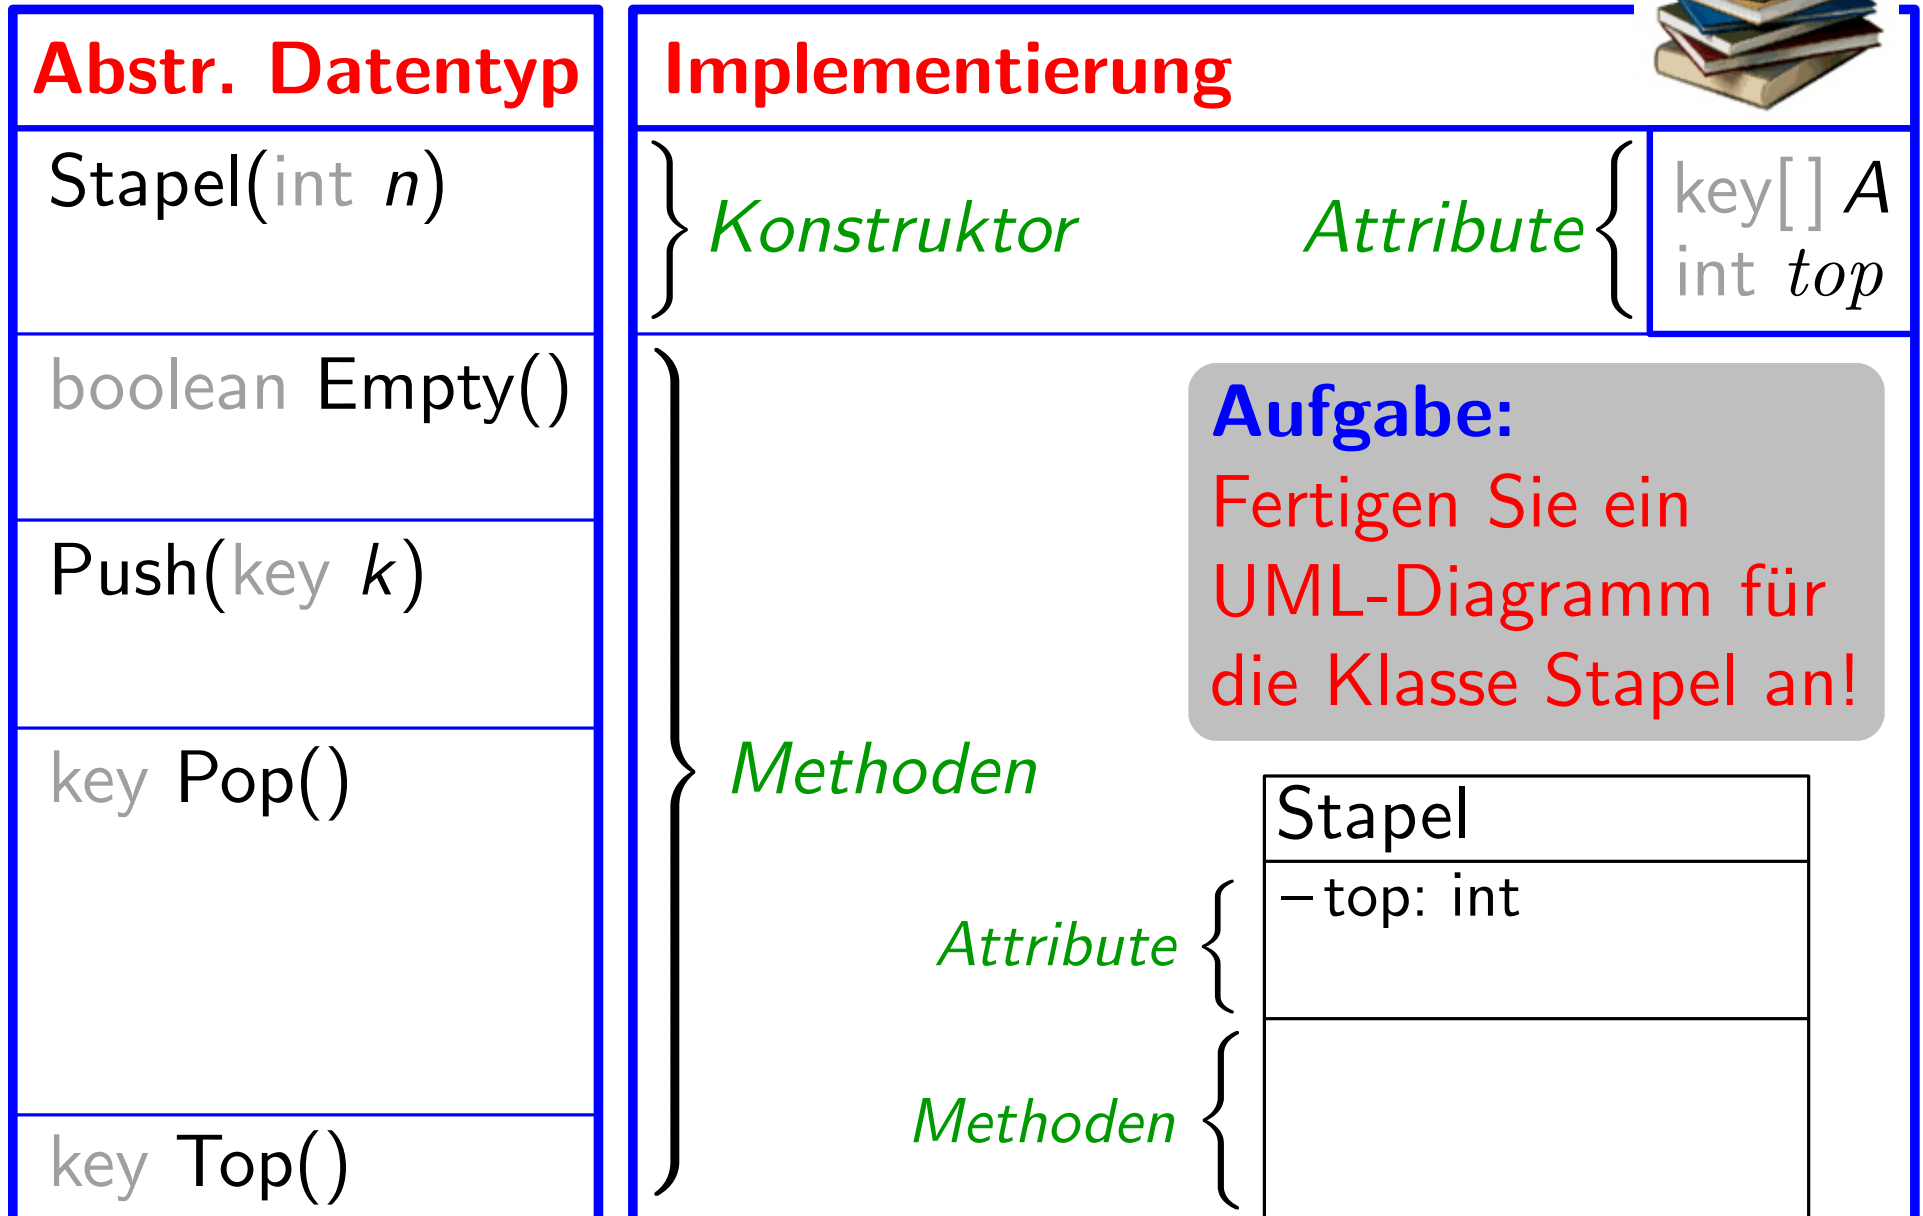 Abstr. Datentyp
Implementierung
Stapel(int n)
Konstruktor
Attribute
key[] A
int top
boolean Empty()
Push(key k)
key Pop()
key Top()
Methoden
Aufgabe:
Fertigen Sie ein
UML-Diagramm für
die Klasse Stapel an!
Stapel
Attribute
–top: int
Methoden